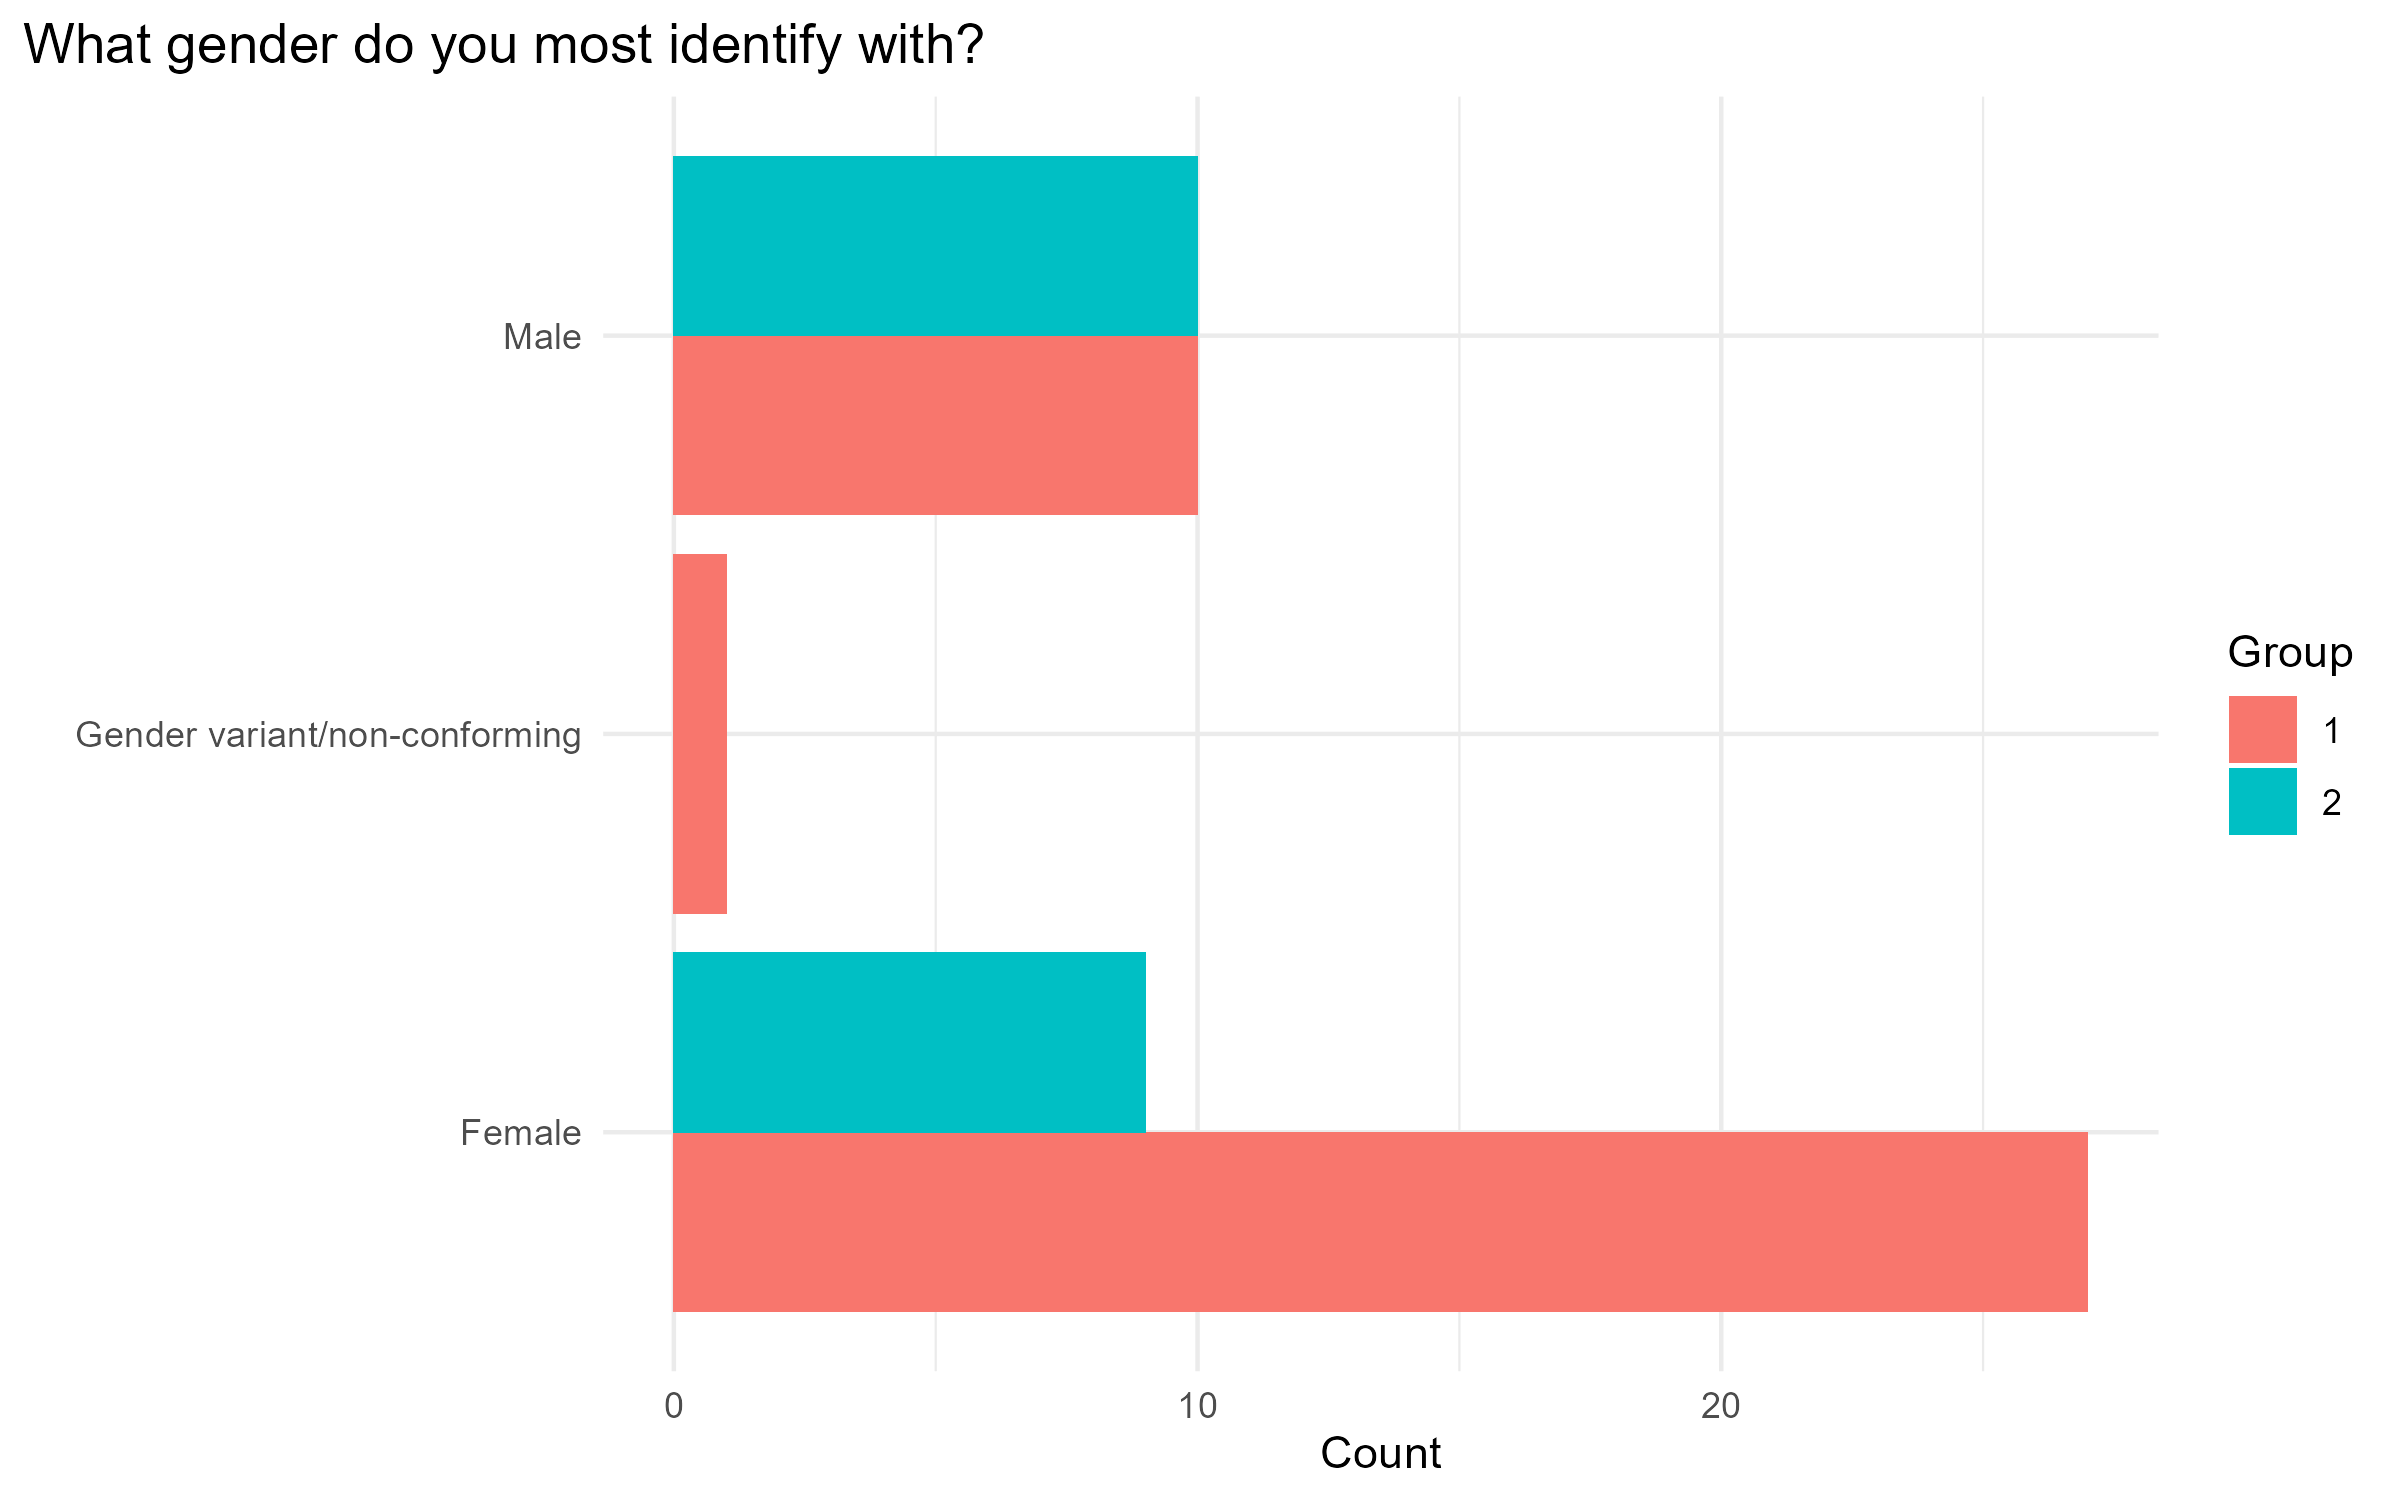 What gender do you most identify with?
Male
Gender variant/non-conforming
Female
0
10
20
Count
Group
1
2